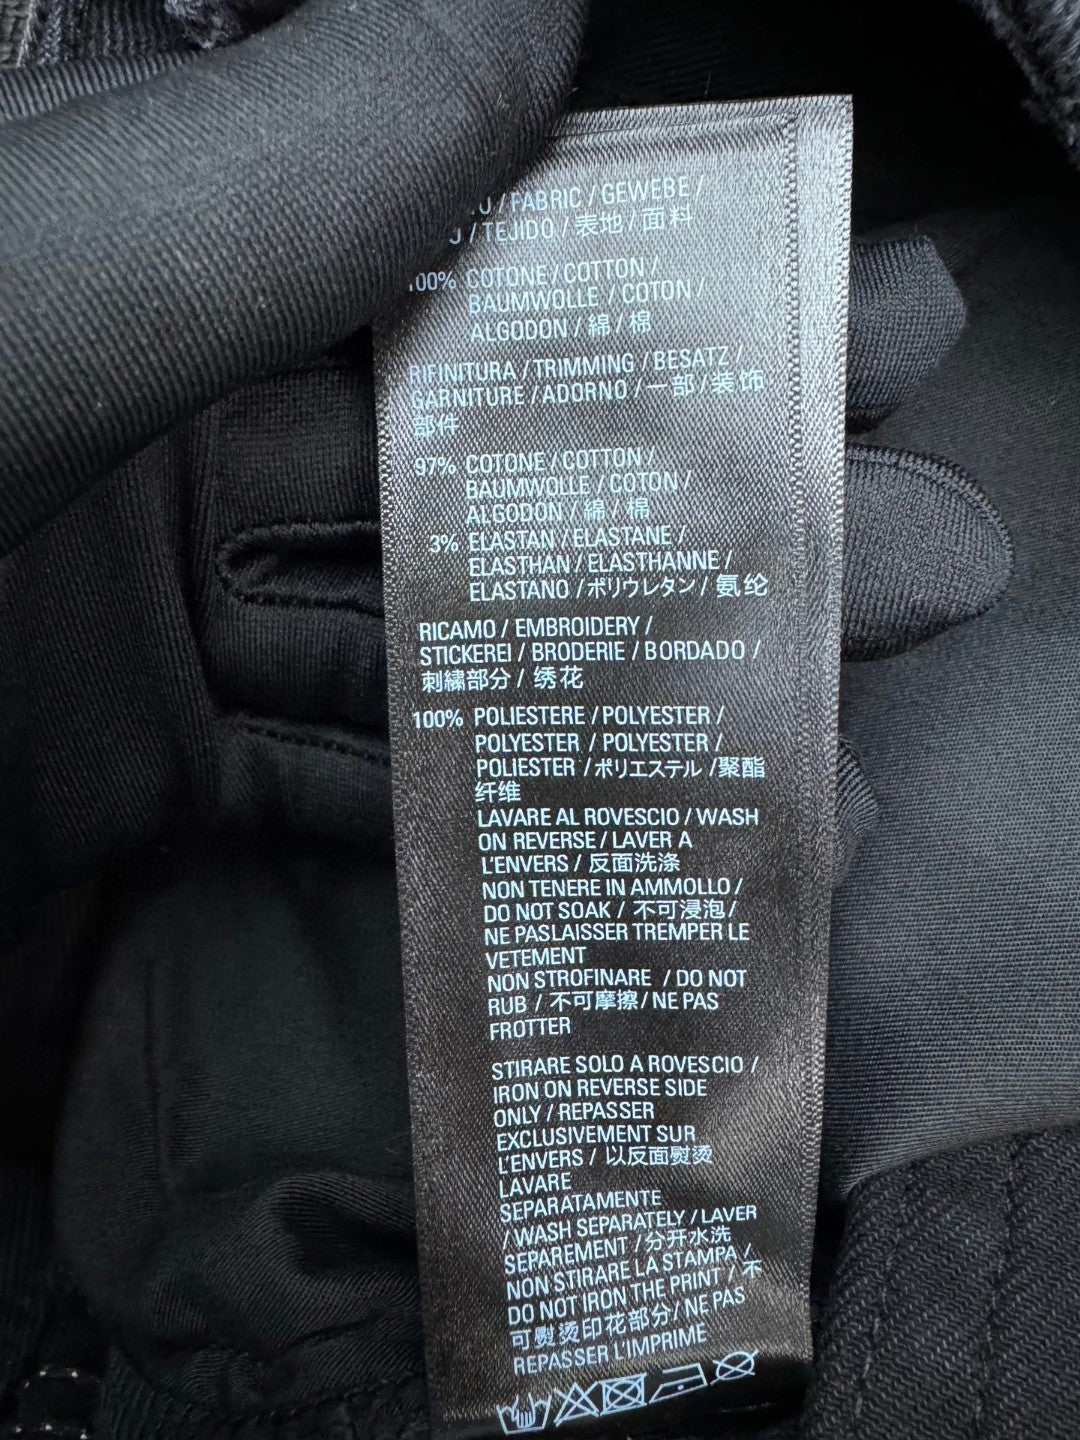 / FABRIC / GEWEBE /
/ TEJIDO / 表地 / 面料
100% COTONE / COTTON /
BAUMWOLLE / COTON /
ALGODON / 綿 / 棉
RIFINITURA / TRIMMING / BESATZ /
GARNITURE / ADORNO / 一部 / 装饰
部件
97% COTONE / COTTON /
BAUMWOLLE / COTON /
ALGODON / 綿 / 棉
3% ELASTAN / ELASTANE /
ELASTHAN / ELASTHANNE /
ELASTANO / ポリウレタン / 氨纶
RICAMO / EMBROIDERY /
STICKEREI / BRODERIE / BORDADO /
刺繍部分 / 绣花
100% POLIESTERE / POLYESTER /
POLYESTER / POLYESTER /
POLIESTER / ポリエステル / 聚酯
纤维
LAVARE AL ROVESCIO / WASH
ON REVERSE / LAVER A
L'ENVERS / 反面洗涤
NON TENERE IN AMMOLLO /
DO NOT SOAK / 不可浸泡 /
NE PASLAISSER TREMPER LE
VETEMENT
NON STROFINARE / DO NOT
RUB / 不可摩擦 / NE PAS
FROTTER
STIRARE SOLO A ROVESCIO /
IRON ON REVERSE SIDE
ONLY / REPASSER
EXCLUSIVEMENT SUR
L'ENVERS / 以反面熨烫
LAVARE
SEPARATAMENTE
/ WASH SEPARATELY / LAVER
SEPAREMENT / 分开水洗
NON STIRARE LA STAMPA /
DO NOT IRON THE PRINT / 不
可熨烫印花部分 / NE PAS
REPASSER L'IMPRIME